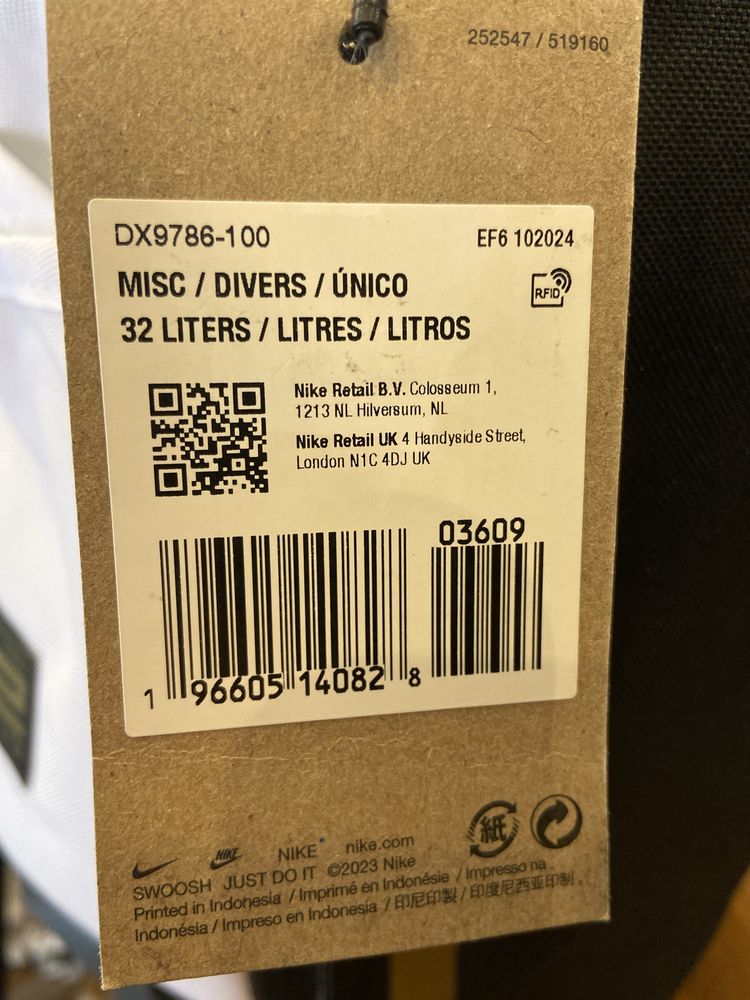 252547 / 519160
DX9786-100
EF6 102024
MISC / DIVERS / ÚNICO
RFID
32 LITERS / LITRES / LITROS
Nike Retail B.V. Colosseum 1,
1213 NL Hilversum, NL
Nike Retail UK 4 Handyside Street,
London N1C 4DJ UK
03609
1 96605 14082 8
紙
NIKE NIKE nike.com
SWOOSH JUST DO IT ©2023 Nike
Printed in Indonesia / Imprimé en Indonésie / Impresso na
Indonésia / Impreso en Indonesia / 印尼印製 / 印度尼西亚印制.